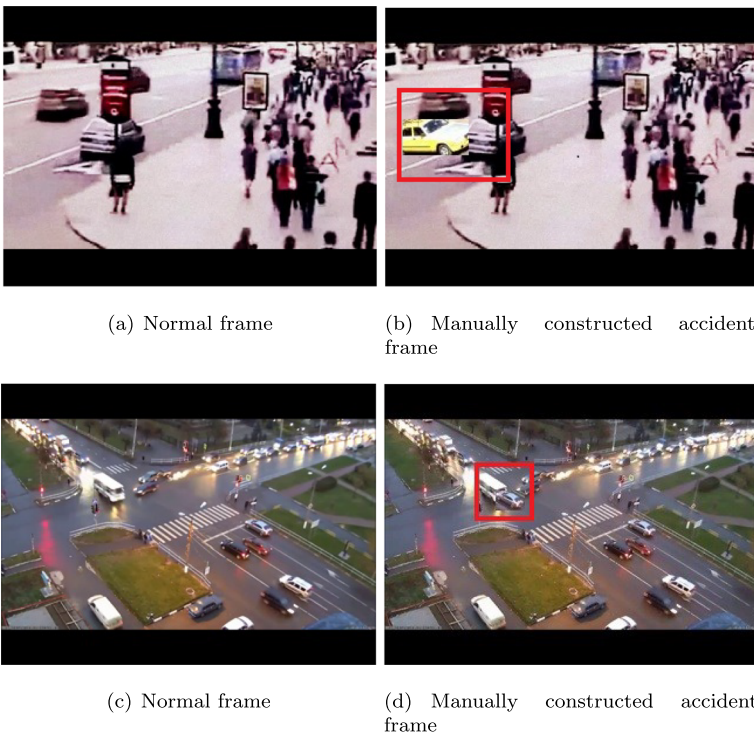 (a) Normal frame
(b) Manually constructed accident
frame
(c) Normal frame
(d) Manually constructed accident
frame